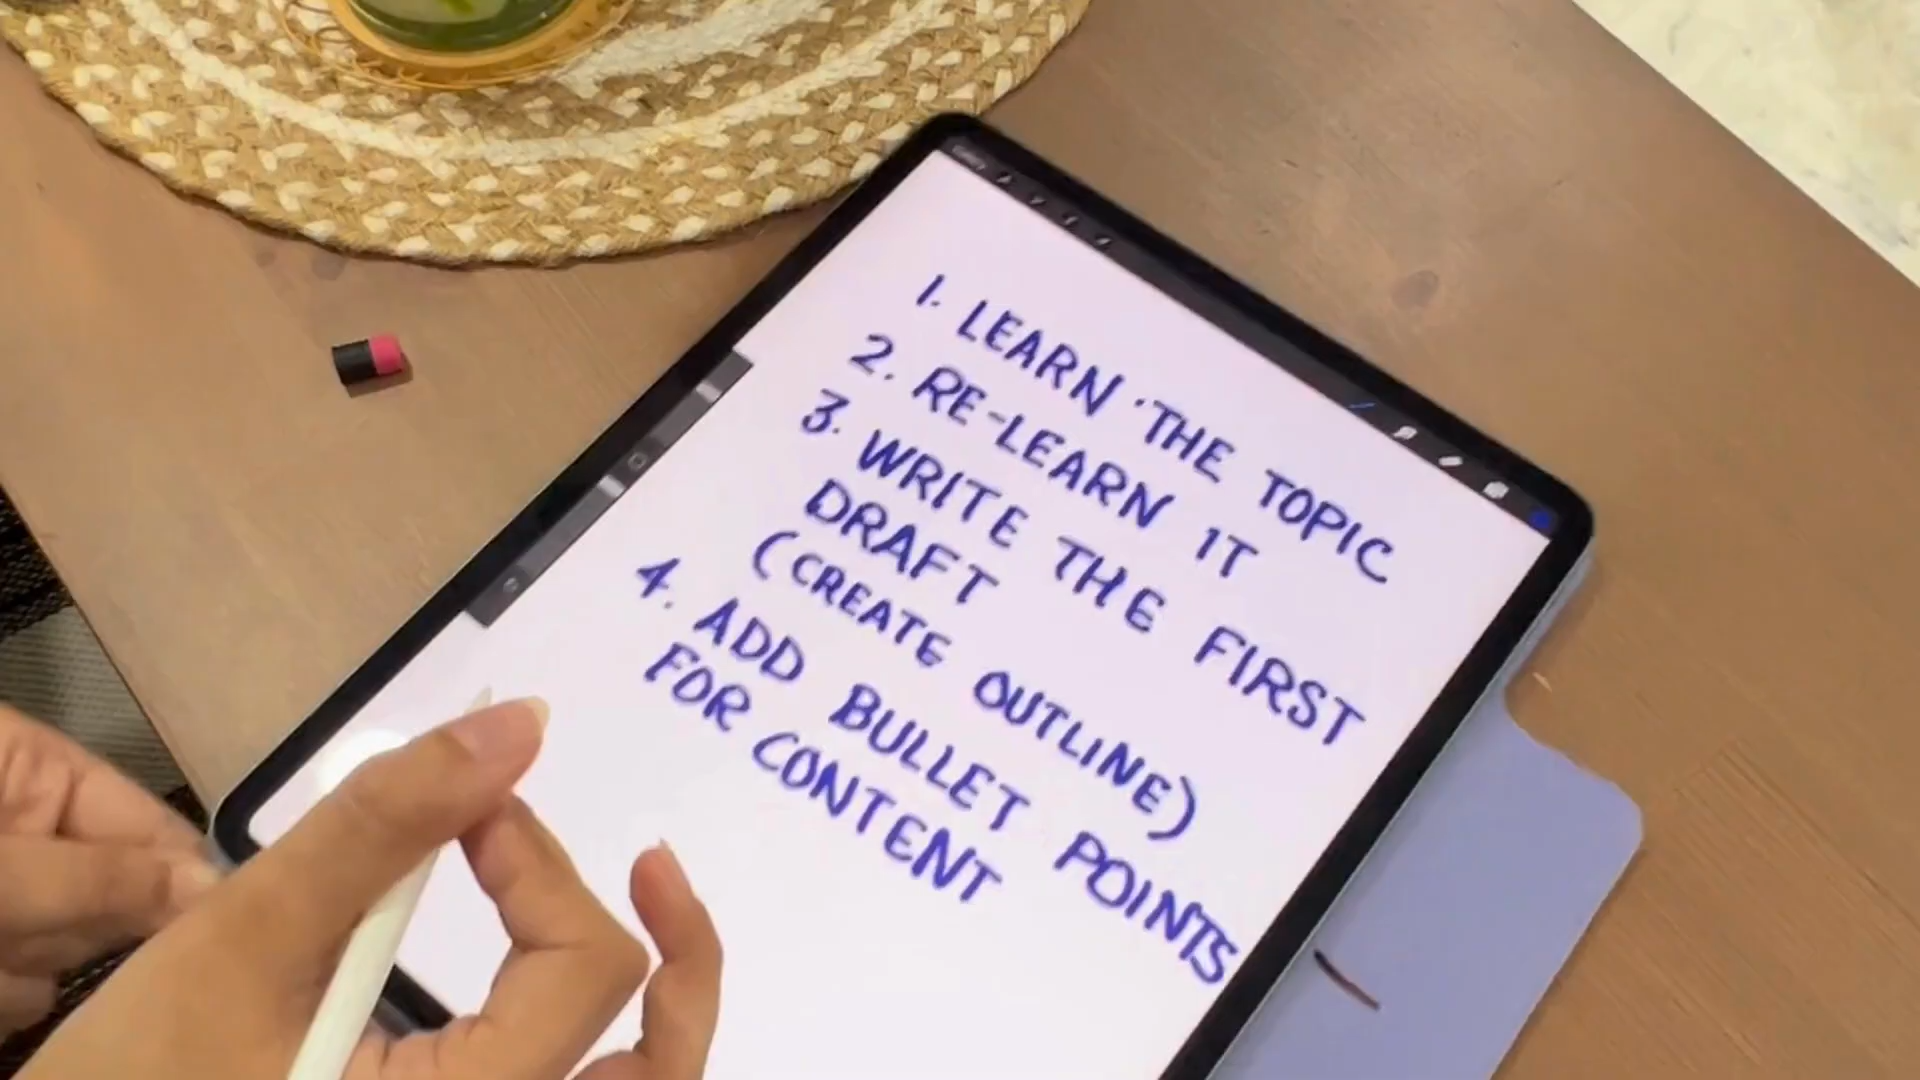 1. LEARN THE TOPIC
2. RE-LEARN IT
3. WRITE THE FIRST
DRAFT
(CREATE OUTLINE)
4. ADD BULLET POINTS
FOR CONTENT